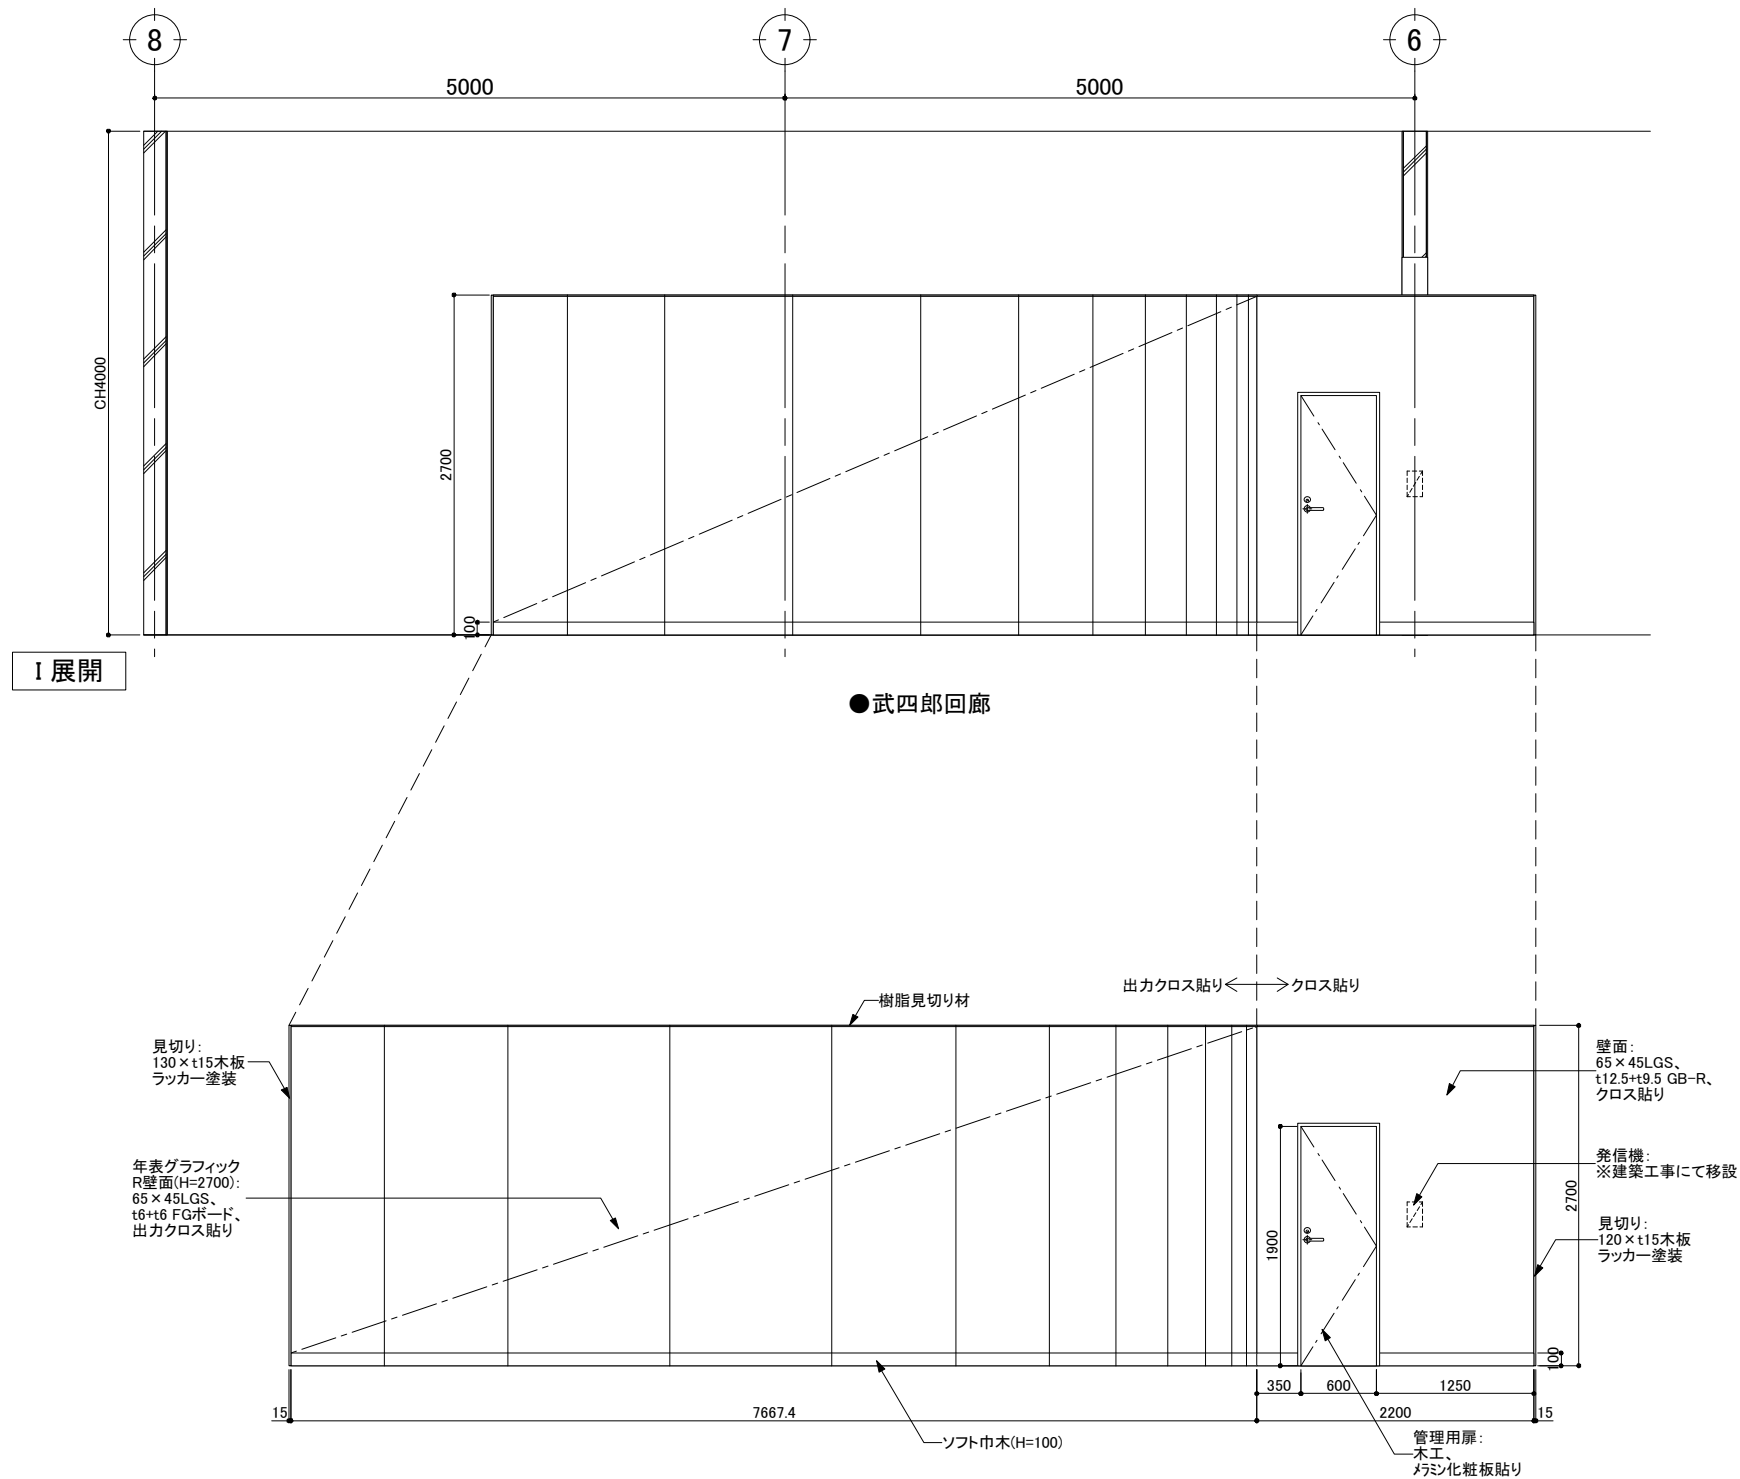 8
7
6
5000
5000
CH4000
2700
100
I 展開
●武四郎回廊
出力クロス貼り
クロス貼り
樹脂見切り材
見切り:
130×t15木板
ラッカー塗装
年表グラフィック
R壁面(H=2700):
65×45LGS、
t6+t6 FGボード、
出力クロス貼り
壁面:
65×45LGS、
t12.5+t9.5 GB-R、
クロス貼り
発信機:
※建築工事にて移設
見切り:
120×t15木板
ラッカー塗装
1900
2700
100
350
600
1250
15
7667.4
2200
15
ソフト巾木(H=100)
管理用扉:
木工、
メラミン化粧板貼り